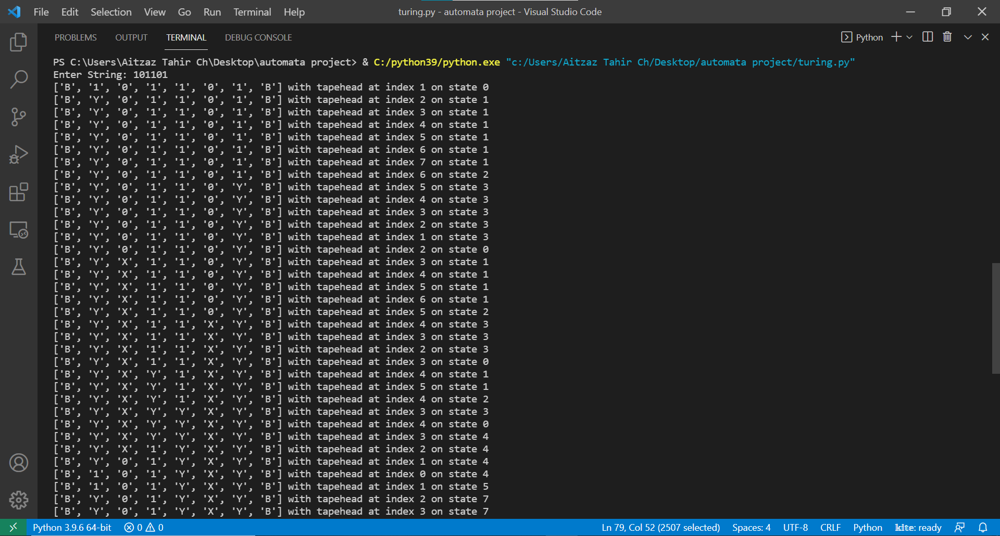 File Edit Selection View Go Run Terminal Help turing.py - automata project - Visual Studio Code
PROBLEMS OUTPUT TERMINAL DEBUG CONSOLE Python
PS C:\Users\Aitzaz Tahir Ch\Desktop\automata project> & C:/python39/python.exe "c:/Users/Aitzaz Tahir Ch/Desktop/automata project/turing.py"
Enter String: 101101
['B', '1', '0', '1', '1', '0', '1', 'B'] with tapehead at index 1 on state 0
['B', 'Y', '0', '1', '1', '0', '1', 'B'] with tapehead at index 2 on state 1
['B', 'Y', '0', '1', '1', '0', '1', 'B'] with tapehead at index 3 on state 1
['B', 'Y', '0', '1', '1', '0', '1', 'B'] with tapehead at index 4 on state 1
['B', 'Y', '0', '1', '1', '0', '1', 'B'] with tapehead at index 5 on state 1
['B', 'Y', '0', '1', '1', '0', '1', 'B'] with tapehead at index 6 on state 1
['B', 'Y', '0', '1', '1', '0', '1', 'B'] with tapehead at index 7 on state 1
['B', 'Y', '0', '1', '1', '0', '1', 'B'] with tapehead at index 6 on state 2
['B', 'Y', '0', '1', '1', '0', 'Y', 'B'] with tapehead at index 5 on state 3
['B', 'Y', '0', '1', '1', '0', 'Y', 'B'] with tapehead at index 4 on state 3
['B', 'Y', '0', '1', '1', '0', 'Y', 'B'] with tapehead at index 3 on state 3
['B', 'Y', '0', '1', '1', '0', 'Y', 'B'] with tapehead at index 2 on state 3
['B', 'Y', '0', '1', '1', '0', 'Y', 'B'] with tapehead at index 1 on state 3
['B', 'Y', '0', '1', '1', '0', 'Y', 'B'] with tapehead at index 2 on state 0
['B', 'Y', 'X', '1', '1', '0', 'Y', 'B'] with tapehead at index 3 on state 1
['B', 'Y', 'X', '1', '1', '0', 'Y', 'B'] with tapehead at index 4 on state 1
['B', 'Y', 'X', '1', '1', '0', 'Y', 'B'] with tapehead at index 5 on state 1
['B', 'Y', 'X', '1', '1', '0', 'Y', 'B'] with tapehead at index 6 on state 1
['B', 'Y', 'X', '1', '1', '0', 'Y', 'B'] with tapehead at index 5 on state 2
['B', 'Y', 'X', '1', '1', 'X', 'Y', 'B'] with tapehead at index 4 on state 3
['B', 'Y', 'X', '1', '1', 'X', 'Y', 'B'] with tapehead at index 3 on state 3
['B', 'Y', 'X', '1', '1', 'X', 'Y', 'B'] with tapehead at index 2 on state 3
['B', 'Y', 'X', '1', '1', 'X', 'Y', 'B'] with tapehead at index 3 on state 0
['B', 'Y', 'X', 'Y', '1', 'X', 'Y', 'B'] with tapehead at index 4 on state 1
['B', 'Y', 'X', 'Y', '1', 'X', 'Y', 'B'] with tapehead at index 5 on state 1
['B', 'Y', 'X', 'Y', '1', 'X', 'Y', 'B'] with tapehead at index 4 on state 2
['B', 'Y', 'X', 'Y', 'Y', 'X', 'Y', 'B'] with tapehead at index 3 on state 3
['B', 'Y', 'X', 'Y', 'Y', 'X', 'Y', 'B'] with tapehead at index 4 on state 0
['B', 'Y', 'X', 'Y', 'Y', 'X', 'Y', 'B'] with tapehead at index 3 on state 4
['B', 'Y', 'X', '1', 'Y', 'X', 'Y', 'B'] with tapehead at index 2 on state 4
['B', 'Y', '0', '1', 'Y', 'X', 'Y', 'B'] with tapehead at index 1 on state 4
['B', '1', '0', '1', 'Y', 'X', 'Y', 'B'] with tapehead at index 0 on state 4
['B', '1', '0', '1', 'Y', 'X', 'Y', 'B'] with tapehead at index 1 on state 5
['B', 'Y', '0', '1', 'Y', 'X', 'Y', 'B'] with tapehead at index 2 on state 7
['B', 'Y', '0', '1', 'Y', 'X', 'Y', 'B'] with tapehead at index 3 on state 7
Python 3.9.6 64-bit 0 0 Ln 79, Col 52 (2507 selected) Spaces: 4 UTF-8 CRLF Python kite: ready